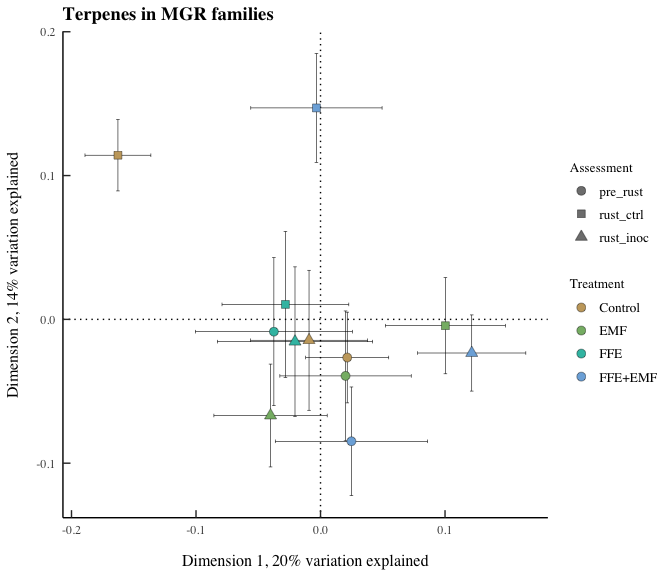 Terpenes in MGR families
Dimension 2, 14% variation explained
0.2
0.1
0.0
-0.1
-0.2
-0.1
0.0
0.1
Dimension 1, 20% variation explained
Assessment
pre_rust
rust_ctrl
rust_inoc
Treatment
Control
EMF
FFE
FFE+EMF